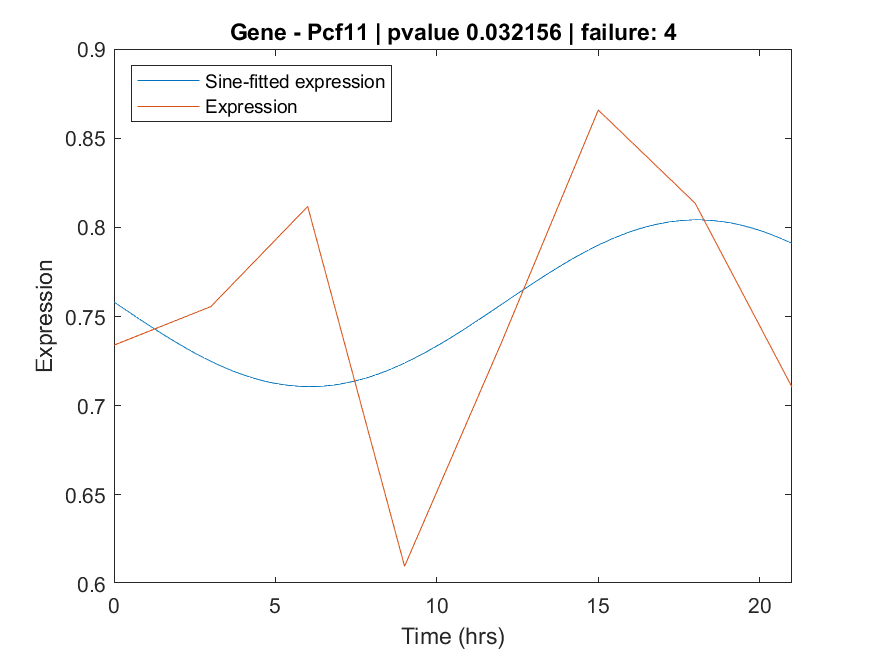 Gene - Pcf11 | pvalue 0.032156 | failure: 4
0.9
0.85
0.8
0.75
0.7
0.65
0.6
Sine-fitted expression
Expression
Expression
0 5 10 15 20
Time (hrs)